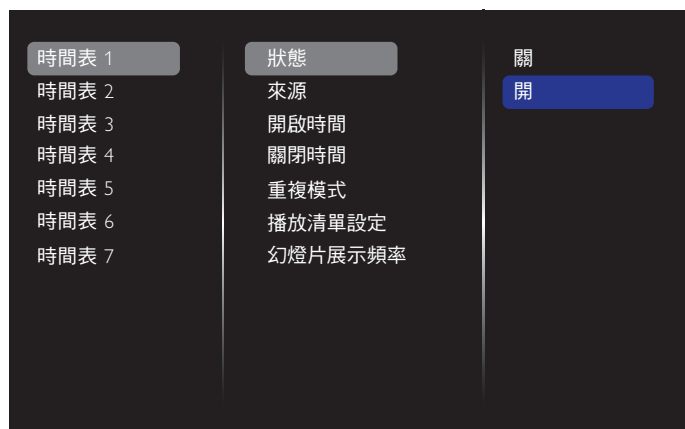 時間表 1
時間表 2
時間表 3
時間表 4
時間表 5
時間表 6
時間表 7
狀態
來源
開啟時間
關閉時間
重複模式
播放清單設定
幻燈片展示頻率
關
開